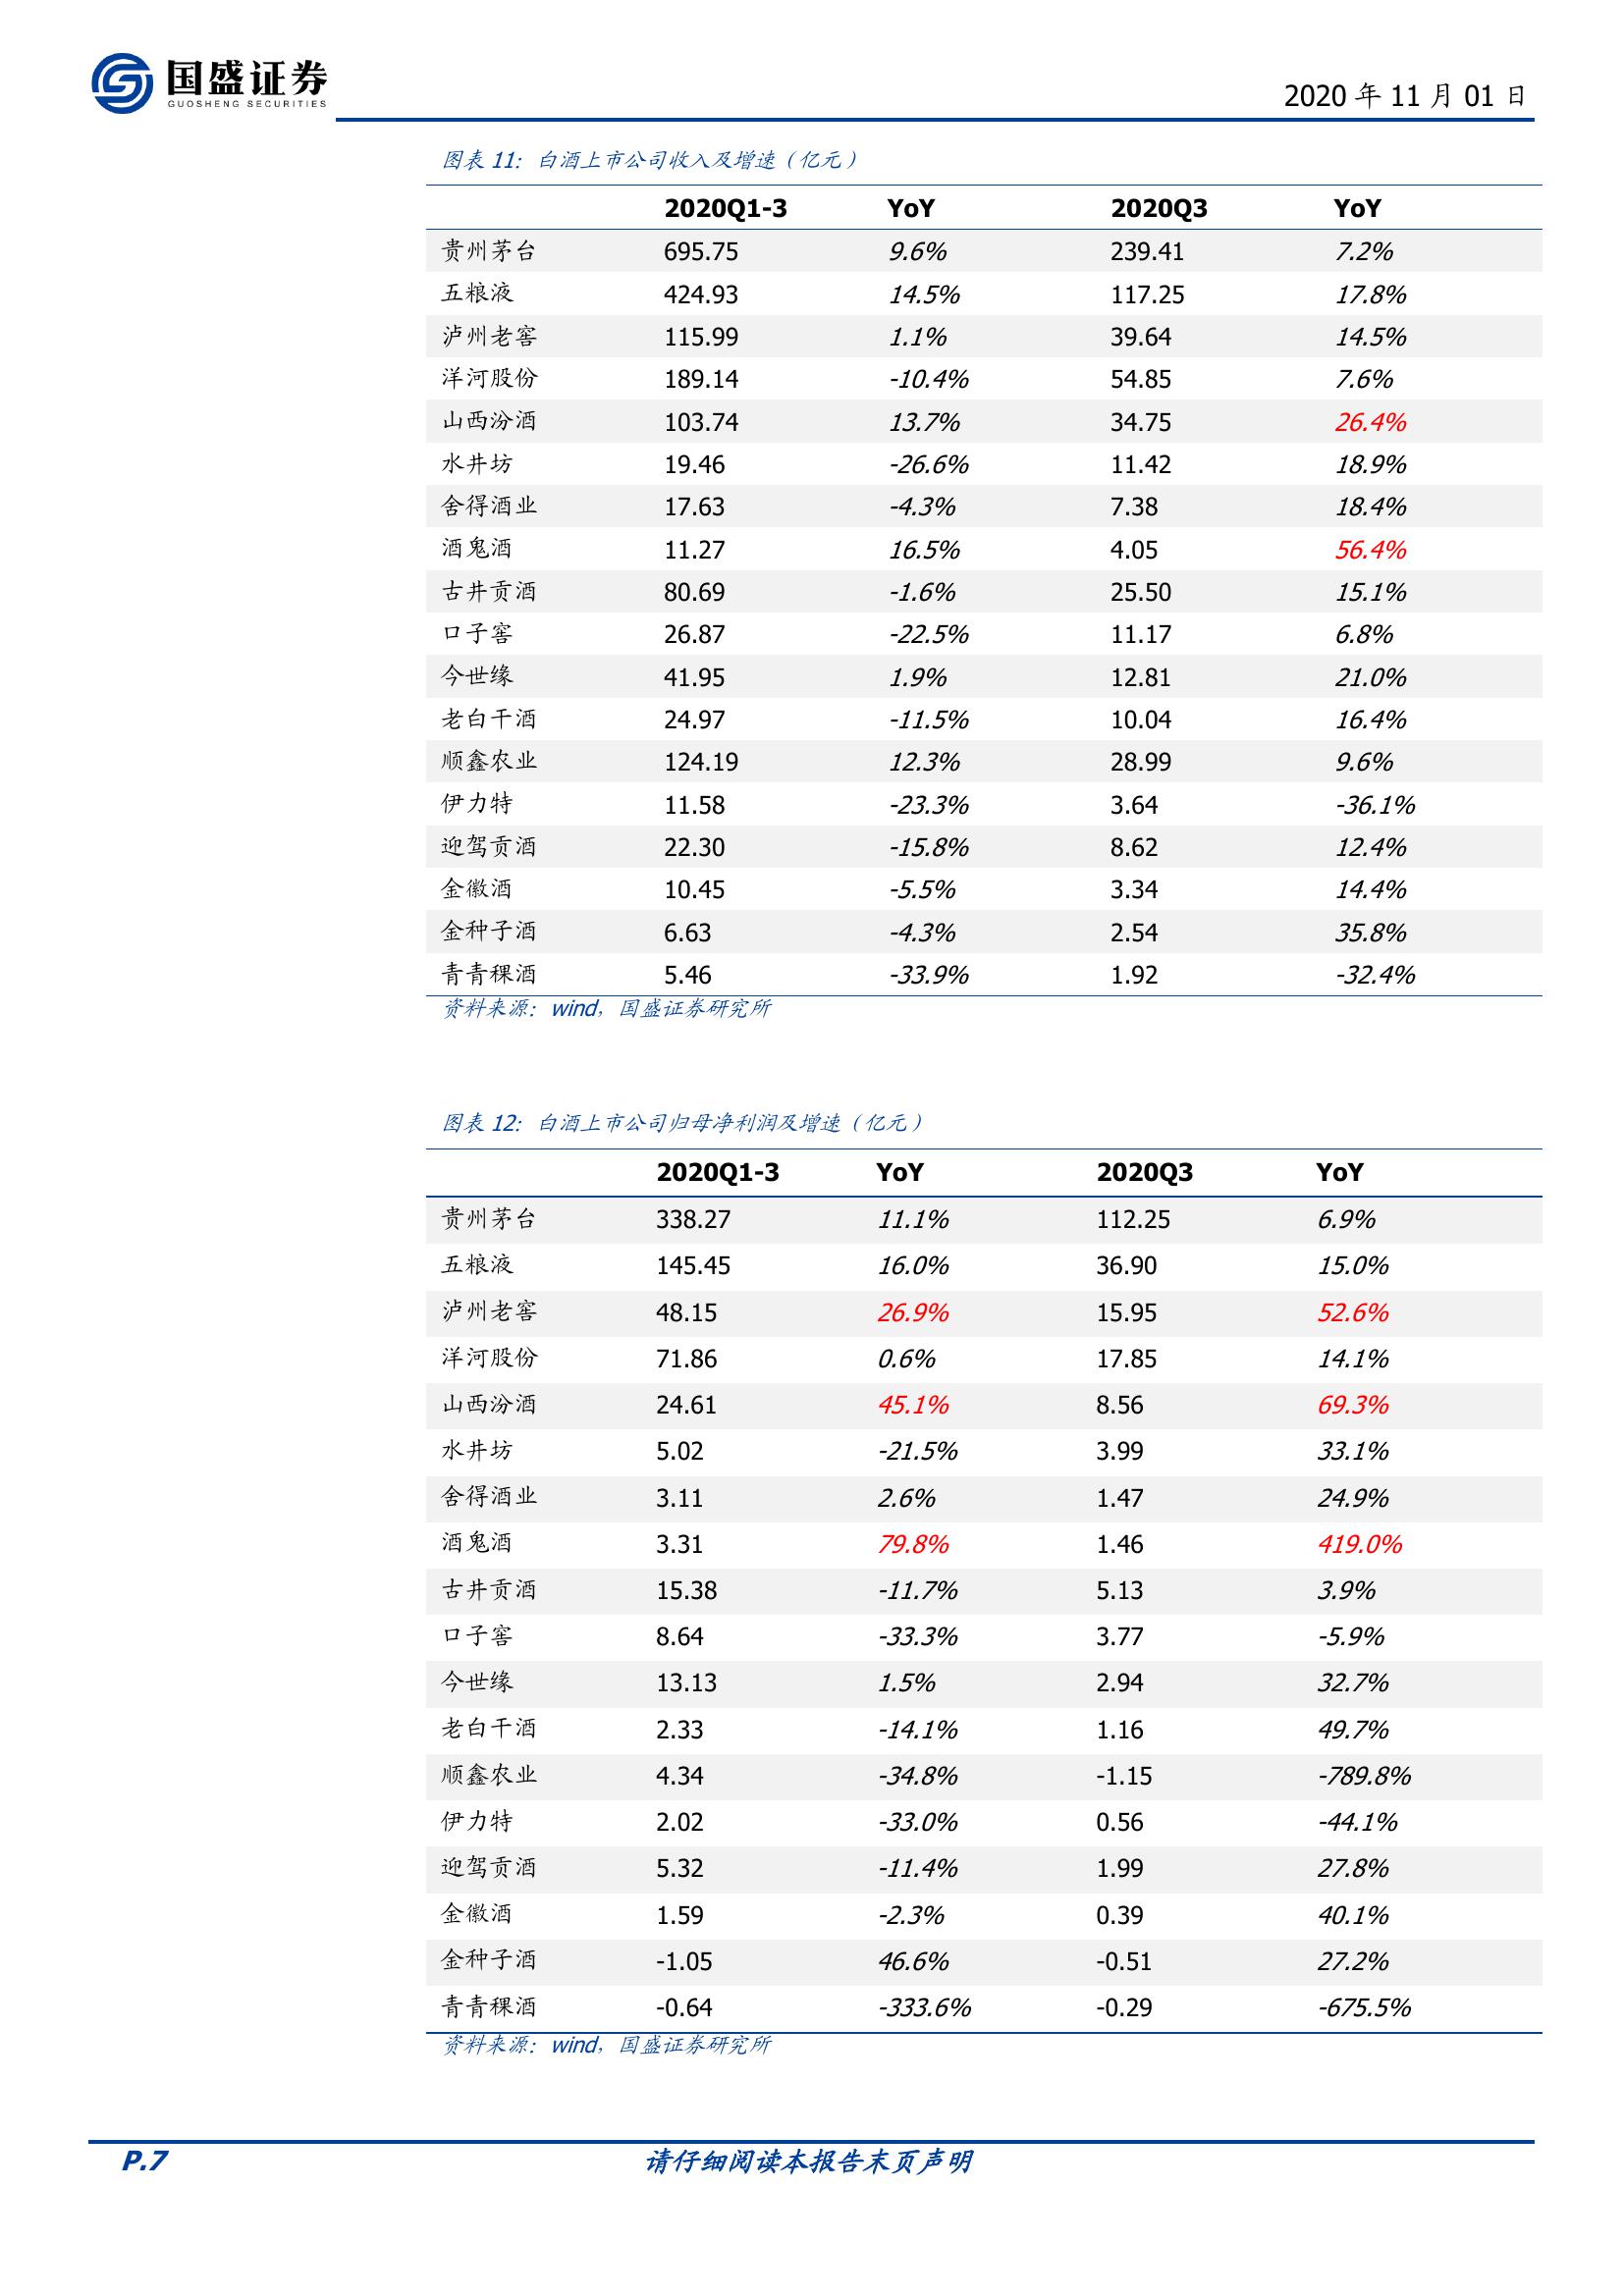 国盛证券
GUOSHENG SECURITIES
2020 年 11 月 01 日
图表 11：白酒上市公司收入及增速（亿元）
2020Q1-3 YoY 2020Q3 YoY
贵州茅台 695.75 9.6% 239.41 7.2%
五粮液 424.93 14.5% 117.25 17.8%
泸州老窖 115.99 1.1% 39.64 14.5%
洋河股份 189.14 -10.4% 54.85 7.6%
山西汾酒 103.74 13.7% 34.75 26.4%
水井坊 19.46 -26.6% 11.42 18.9%
舍得酒业 17.63 -4.3% 7.38 18.4%
酒鬼酒 11.27 16.5% 4.05 56.4%
古井贡酒 80.69 -1.6% 25.50 15.1%
口子窖 26.87 -22.5% 11.17 6.8%
今世缘 41.95 1.9% 12.81 21.0%
老白干酒 24.97 -11.5% 10.04 16.4%
顺鑫农业 124.19 12.3% 28.99 9.6%
伊力特 11.58 -23.3% 3.64 -36.1%
迎驾贡酒 22.30 -15.8% 8.62 12.4%
金徽酒 10.45 -5.5% 3.34 14.4%
金种子酒 6.63 -4.3% 2.54 35.8%
青青稞酒 5.46 -33.9% 1.92 -32.4%
资料来源：wind，国盛证券研究所
图表 12：白酒上市公司归母净利润及增速（亿元）
2020Q1-3 YoY 2020Q3 YoY
贵州茅台 338.27 11.1% 112.25 6.9%
五粮液 145.45 16.0% 36.90 15.0%
泸州老窖 48.15 26.9% 15.95 52.6%
洋河股份 71.86 0.6% 17.85 14.1%
山西汾酒 24.61 45.1% 8.56 69.3%
水井坊 5.02 -21.5% 3.99 33.1%
舍得酒业 3.11 2.6% 1.47 24.9%
酒鬼酒 3.31 79.8% 1.46 419.0%
古井贡酒 15.38 -11.7% 5.13 3.9%
口子窖 8.64 -33.3% 3.77 -5.9%
今世缘 13.13 1.5% 2.94 32.7%
老白干酒 2.33 -14.1% 1.16 49.7%
顺鑫农业 4.34 -34.8% -1.15 -789.8%
伊力特 2.02 -33.0% 0.56 -44.1%
迎驾贡酒 5.32 -11.4% 1.99 27.8%
金徽酒 1.59 -2.3% 0.39 40.1%
金种子酒 -1.05 46.6% -0.51 27.2%
青青稞酒 -0.64 -333.6% -0.29 -675.5%
资料来源：wind，国盛证券研究所
P.7 请仔细阅读本报告末页声明